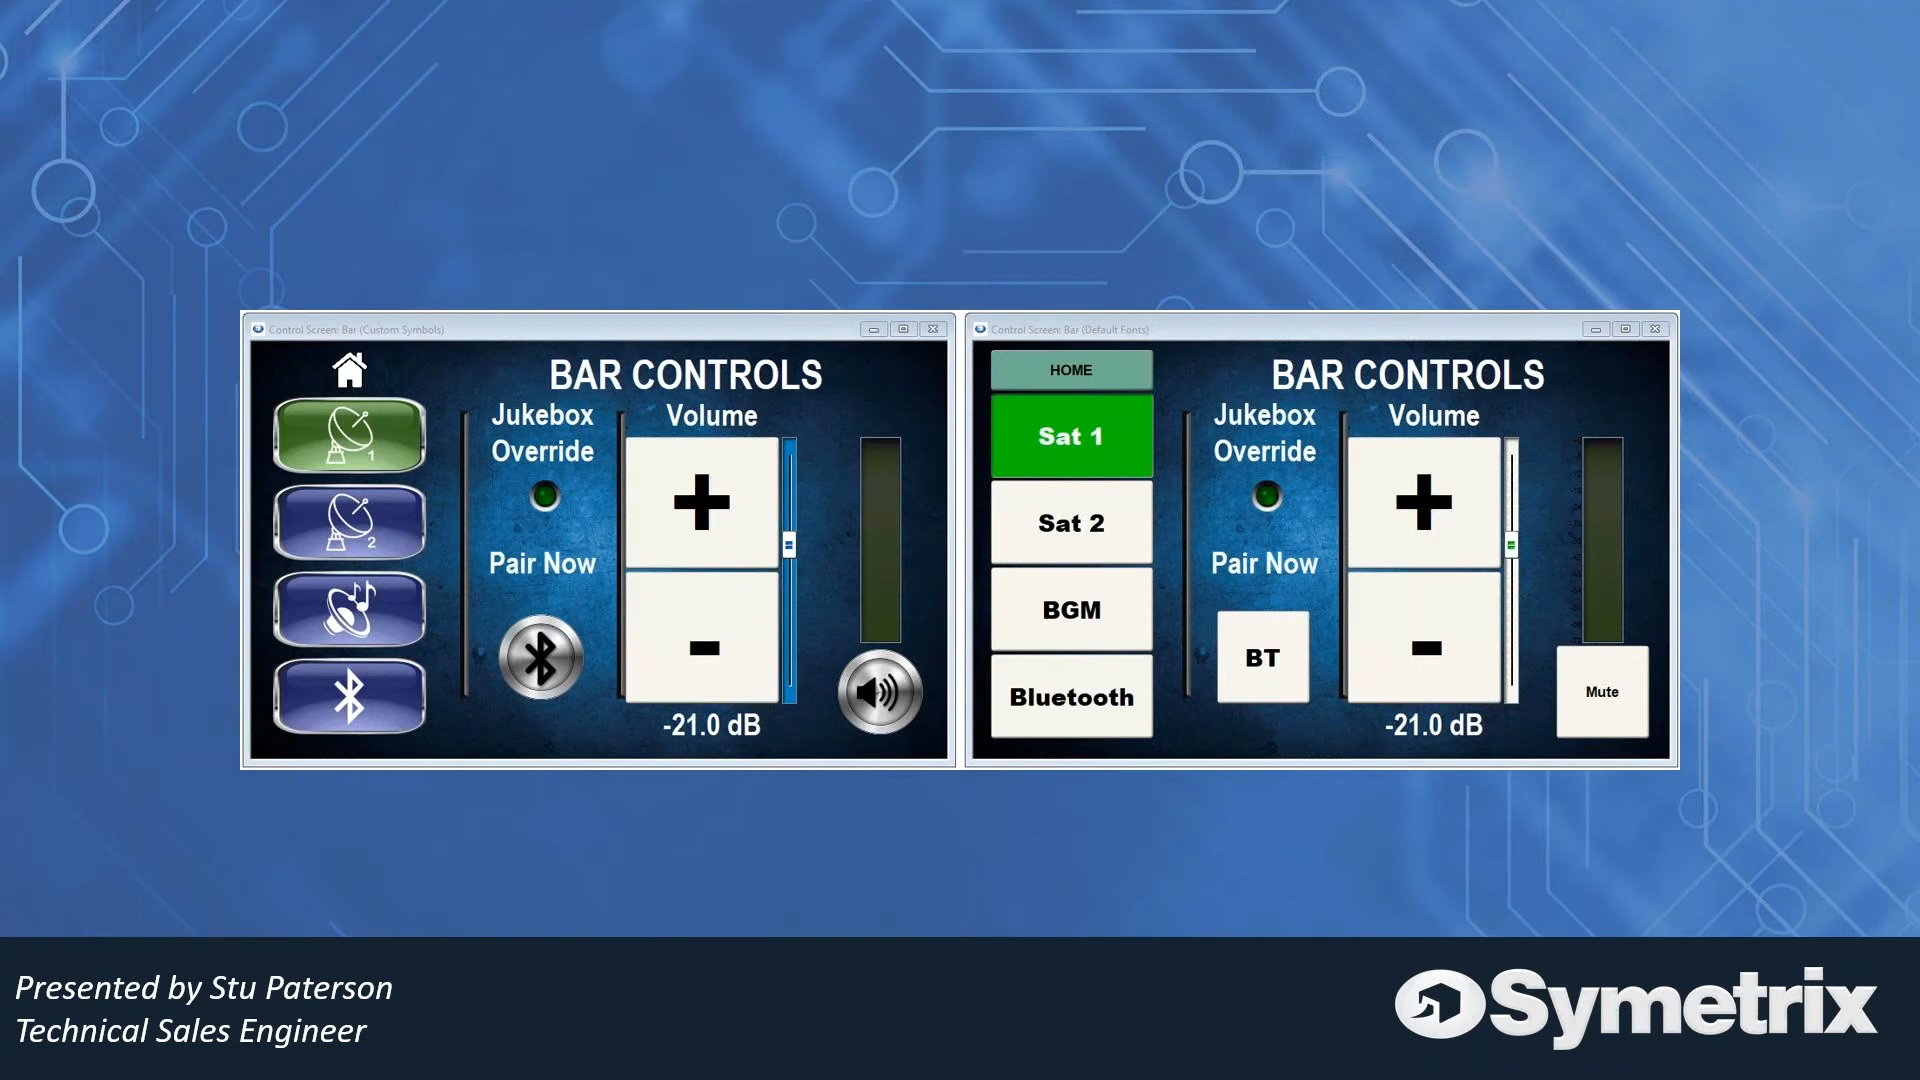 Control Screen: Bar (Custom Symbols)
BAR CONTROLS
1
2
Jukebox
Override
Pair Now
Volume
+
-
-21.0 dB
Control Screen: Bar (Default Fonts)
HOME
Sat 1
Sat 2
BGM
Bluetooth
BAR CONTROLS
Jukebox
Override
Pair Now
BT
Volume
+
-
-21.0 dB
Mute
Presented by Stu Paterson
Technical Sales Engineer
Symetrix